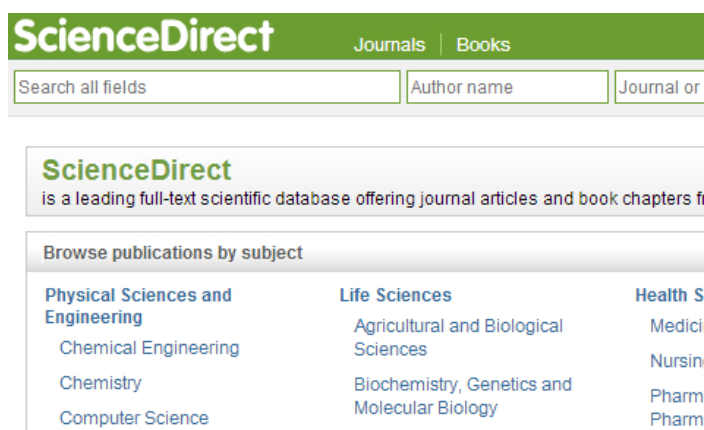 ScienceDirect
Journals | Books
Search all fields
Author name
Journal or
ScienceDirect
is a leading full-text scientific database offering journal articles and book chapters
Browse publications by subject
Physical Sciences and
Engineering
Chemical Engineering
Chemistry
Computer Science
Life Sciences
Agricultural and Biological
Sciences
Biochemistry, Genetics and
Molecular Biology
Health